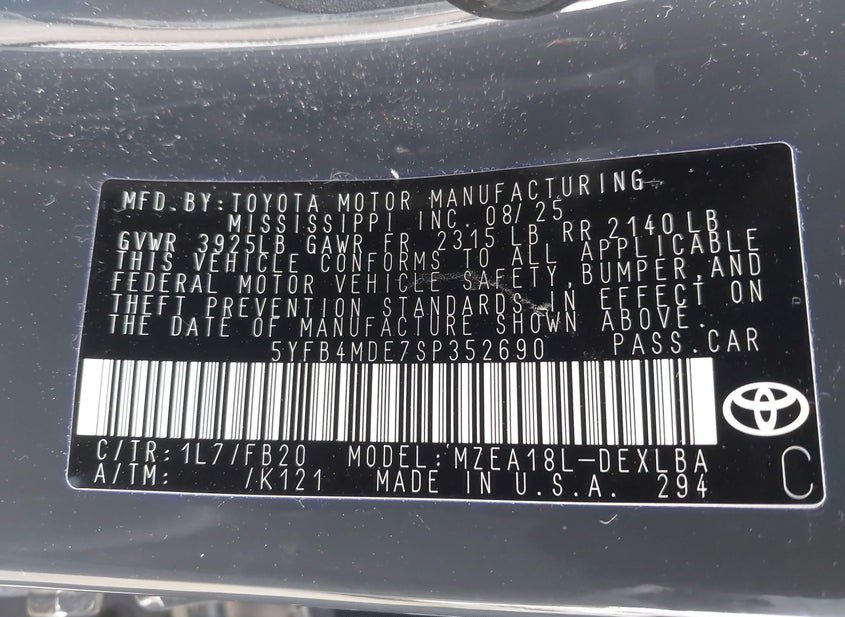 MFD.BY:TOYOTA MOTOR MANUFACTURING
MISSISSIPPI INC. 08/25
GVWR 3925LB GAWR FR 2315 LB RR 2140 LB
THIS VEHICLE CONFORMS TO ALL APPLICABLE
FEDERAL MOTOR VEHICLE SAFETY,BUMPER,AND
THEFT PREVENTION STANDARDS IN EFFECT ON
THE DATE OF MANUFACTURE SHOWN ABOVE.
5YFB4MDE7SP352690 PASS.CAR
C/TR: 1L7/FB20 MODEL:MZEA18L-DEXLBA
A/TM: /K121 MADE IN U.S.A. 294 C